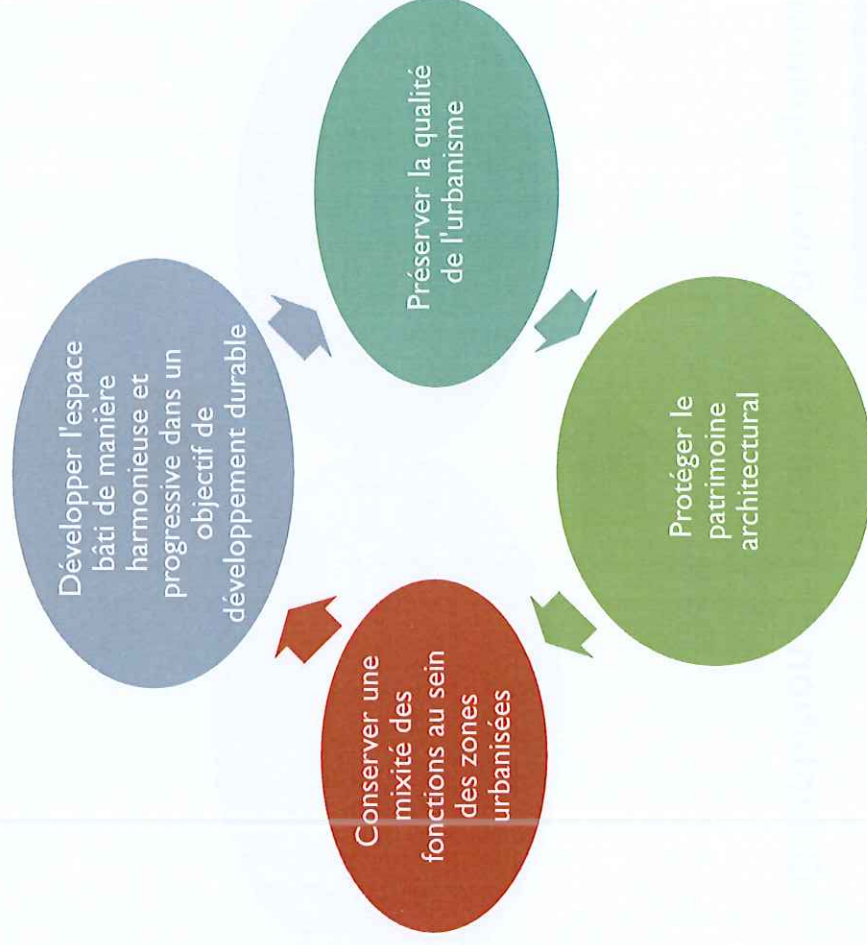 Développer l'espace
bâti de manière
harmonieuse et
progressive dans un
objectif de
développement durable
Préserver la qualité
de l'urbanisme
Protéger le
patrimoine
architectural
Conserver une
mixité des
fonctions au sein
des zones
urbanisées